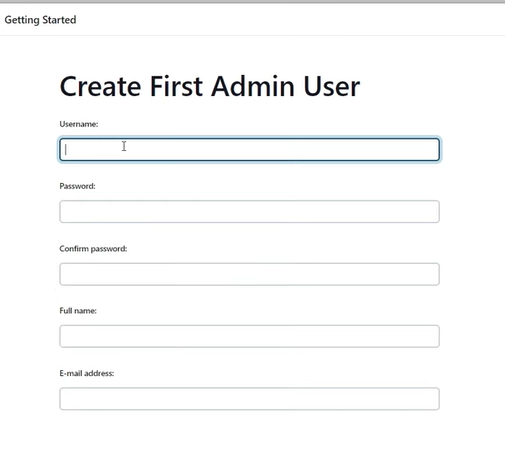 Getting Started
Create First Admin User
Username:
Password:
Confirm password:
Full name:
E-mail address: